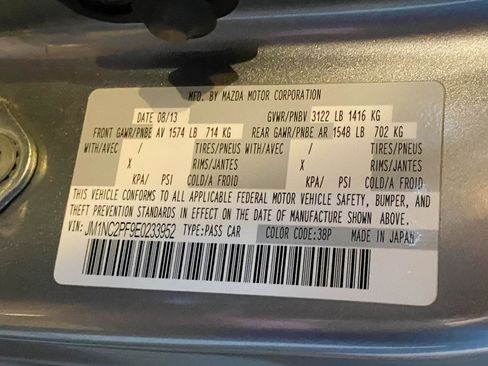 MFD. BY MAZDA MOTOR CORPORATION
DATE 08/13 GVWR/PNBV 3122 LB 1416 KG
FRONT GAWR/PNBE AV 1574 LB 714 KG REAR GAWR/PNBE AR 1548 LB 702 KG
WITH/AVEC / TIRES/PNEUS WITH/AVEC / TIRES/PNEUS
X RIMS/JANTES X RIMS/JANTES
KPA/ PSI COLD/A FROID KPA/ PSI COLD/A FROID
THIS VEHICLE CONFORMS TO ALL APPLICABLE FEDERAL MOTOR VEHICLE SAFETY, BUMPER, AND
THEFT PREVENTION STANDARDS IN EFFECT ON THE DATE OF MANUFACTURE SHOWN ABOVE.
VIN: JM1NC2PF9E0233952 TYPE:PASS CAR COLOR CODE:38P MADE IN JAPAN